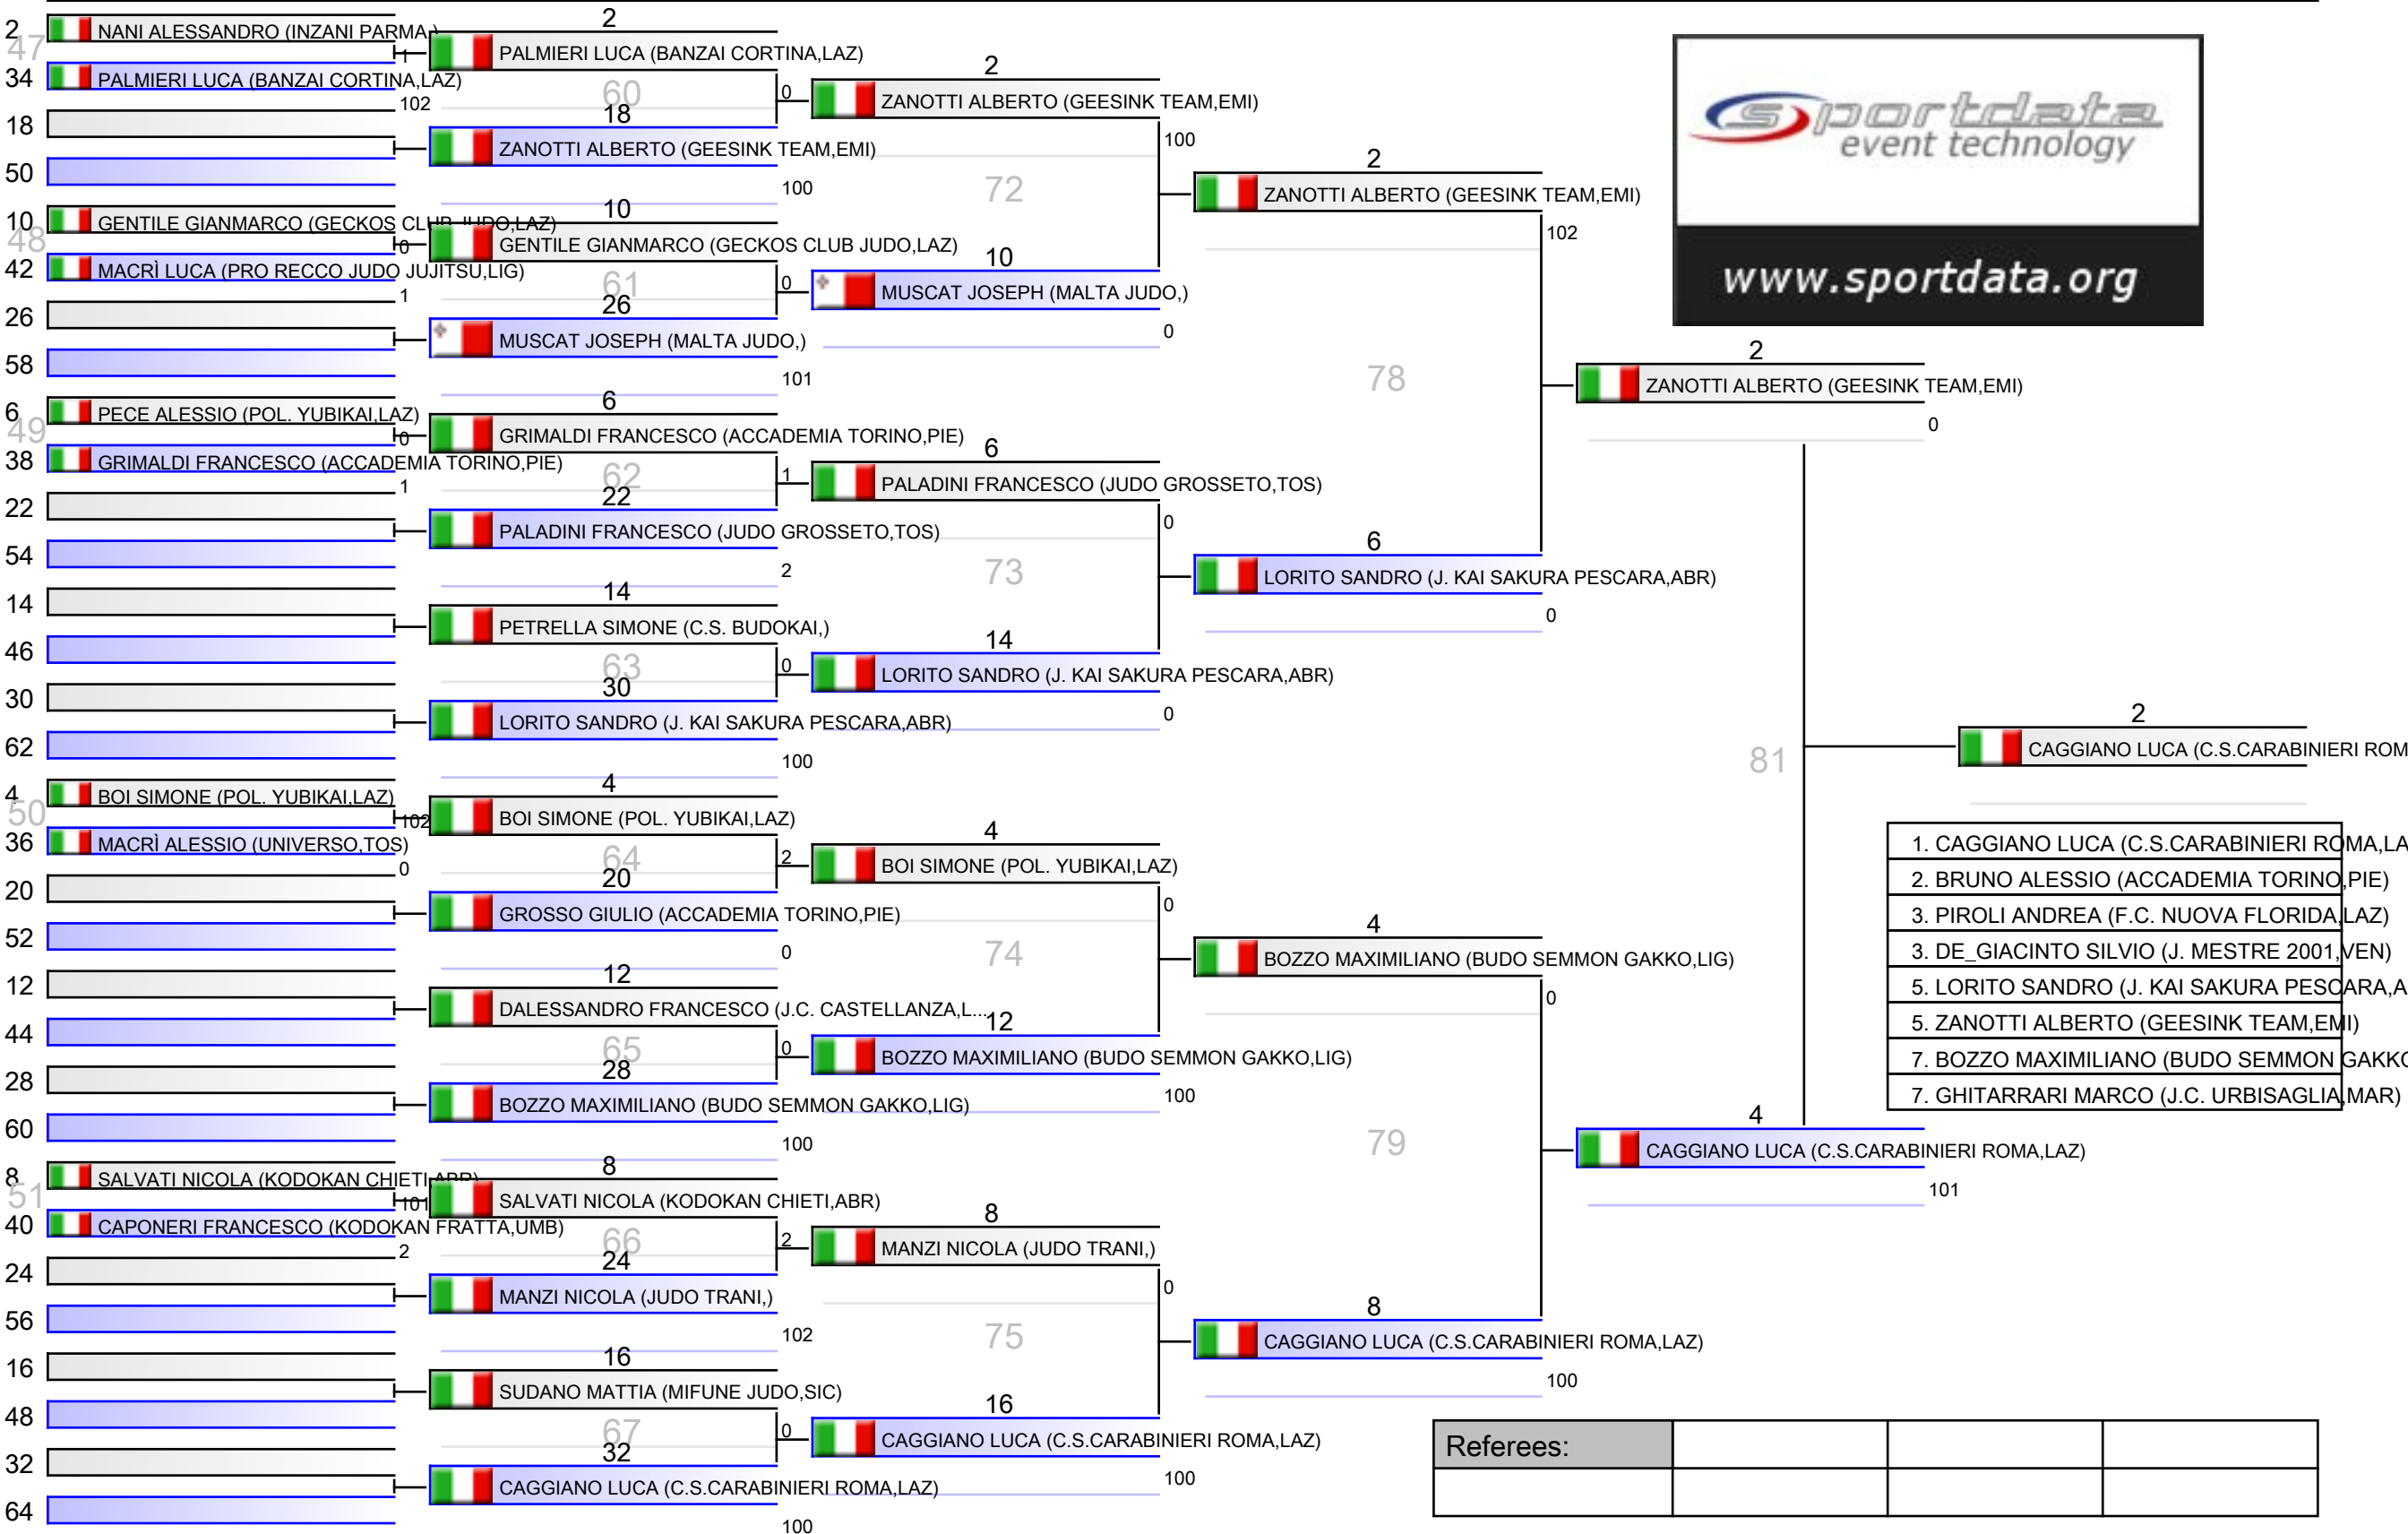 2
47
NANI ALESSANDRO (INZANI PARMA,)
1
34
PALMIERI LUCA (BANZAI CORTINA,LAZ)
102
18
50
10
48
GENTILE GIANMARCO (GECKOS CLUB JUDO,LAZ)
0
42
MACRÌ LUCA (PRO RECCO JUDO JUJITSU,LIG)
1
26
58
6
49
PECE ALESSIO (POL. YUBIKAI,LAZ)
0
38
GRIMALDI FRANCESCO (ACCADEMIA TORINO,PIE)
1
22
54
14
46
30
62
4
50
BOI SIMONE (POL. YUBIKAI,LAZ)
102
36
MACRÌ ALESSIO (UNIVERSO,TOS)
0
20
52
12
44
28
60
8
51
SALVATI NICOLA (KODOKAN CHIETI,ABR)
101
40
CAPONERI FRANCESCO (KODOKAN FRATTA,UMB)
2
24
56
16
48
32
64
2
PALMIERI LUCA (BANZAI CORTINA,LAZ)
60
0
18
ZANOTTI ALBERTO (GEESINK TEAM,EMI)
100
10
GENTILE GIANMARCO (GECKOS CLUB JUDO,LAZ)
61
0
26
MUSCAT JOSEPH (MALTA JUDO,)
101
6
GRIMALDI FRANCESCO (ACCADEMIA TORINO,PIE)
62
1
22
PALADINI FRANCESCO (JUDO GROSSETO,TOS)
2
14
PETRELLA SIMONE (C.S. BUDOKAI,)
63
0
30
LORITO SANDRO (J. KAI SAKURA PESCARA,ABR)
100
4
BOI SIMONE (POL. YUBIKAI,LAZ)
64
2
20
GROSSO GIULIO (ACCADEMIA TORINO,PIE)
0
12
DALESSANDRO FRANCESCO (J.C. CASTELLANZA,L...
65
0
28
BOZZO MAXIMILIANO (BUDO SEMMON GAKKO,LIG)
100
8
SALVATI NICOLA (KODOKAN CHIETI,ABR)
66
2
24
MANZI NICOLA (JUDO TRANI,)
102
16
SUDANO MATTIA (MIFUNE JUDO,SIC)
67
0
32
CAGGIANO LUCA (C.S.CARABINIERI ROMA,LAZ)
100
2
ZANOTTI ALBERTO (GEESINK TEAM,EMI)
100
72
10
MUSCAT JOSEPH (MALTA JUDO,)
0
6
PALADINI FRANCESCO (JUDO GROSSETO,TOS)
0
73
14
LORITO SANDRO (J. KAI SAKURA PESCARA,ABR)
0
4
BOI SIMONE (POL. YUBIKAI,LAZ)
0
74
12
BOZZO MAXIMILIANO (BUDO SEMMON GAKKO,LIG)
100
8
MANZI NICOLA (JUDO TRANI,)
0
75
16
CAGGIANO LUCA (C.S.CARABINIERI ROMA,LAZ)
100
2
ZANOTTI ALBERTO (GEESINK TEAM,EMI)
102
78
6
LORITO SANDRO (J. KAI SAKURA PESCARA,ABR)
0
4
BOZZO MAXIMILIANO (BUDO SEMMON GAKKO,LIG)
0
79
8
CAGGIANO LUCA (C.S.CARABINIERI ROMA,LAZ)
100
2
ZANOTTI ALBERTO (GEESINK TEAM,EMI)
0
81
4
CAGGIANO LUCA (C.S.CARABINIERI ROMA,LAZ)
101
sportdata
event technology
www.sportdata.org
2
CAGGIANO LUCA (C.S.CARABINIERI ROM
1. CAGGIANO LUCA (C.S.CARABINIERI ROMA,LA
2. BRUNO ALESSIO (ACCADEMIA TORINO,PIE)
3. PIROLI ANDREA (F.C. NUOVA FLORIDA,LAZ)
3. DE_GIACINTO SILVIO (J. MESTRE 2001,VEN)
5. LORITO SANDRO (J. KAI SAKURA PESCARA,A
5. ZANOTTI ALBERTO (GEESINK TEAM,EMI)
7. BOZZO MAXIMILIANO (BUDO SEMMON GAKKO
7. GHITARRARI MARCO (J.C. URBISAGLIA,MAR)
Referees: